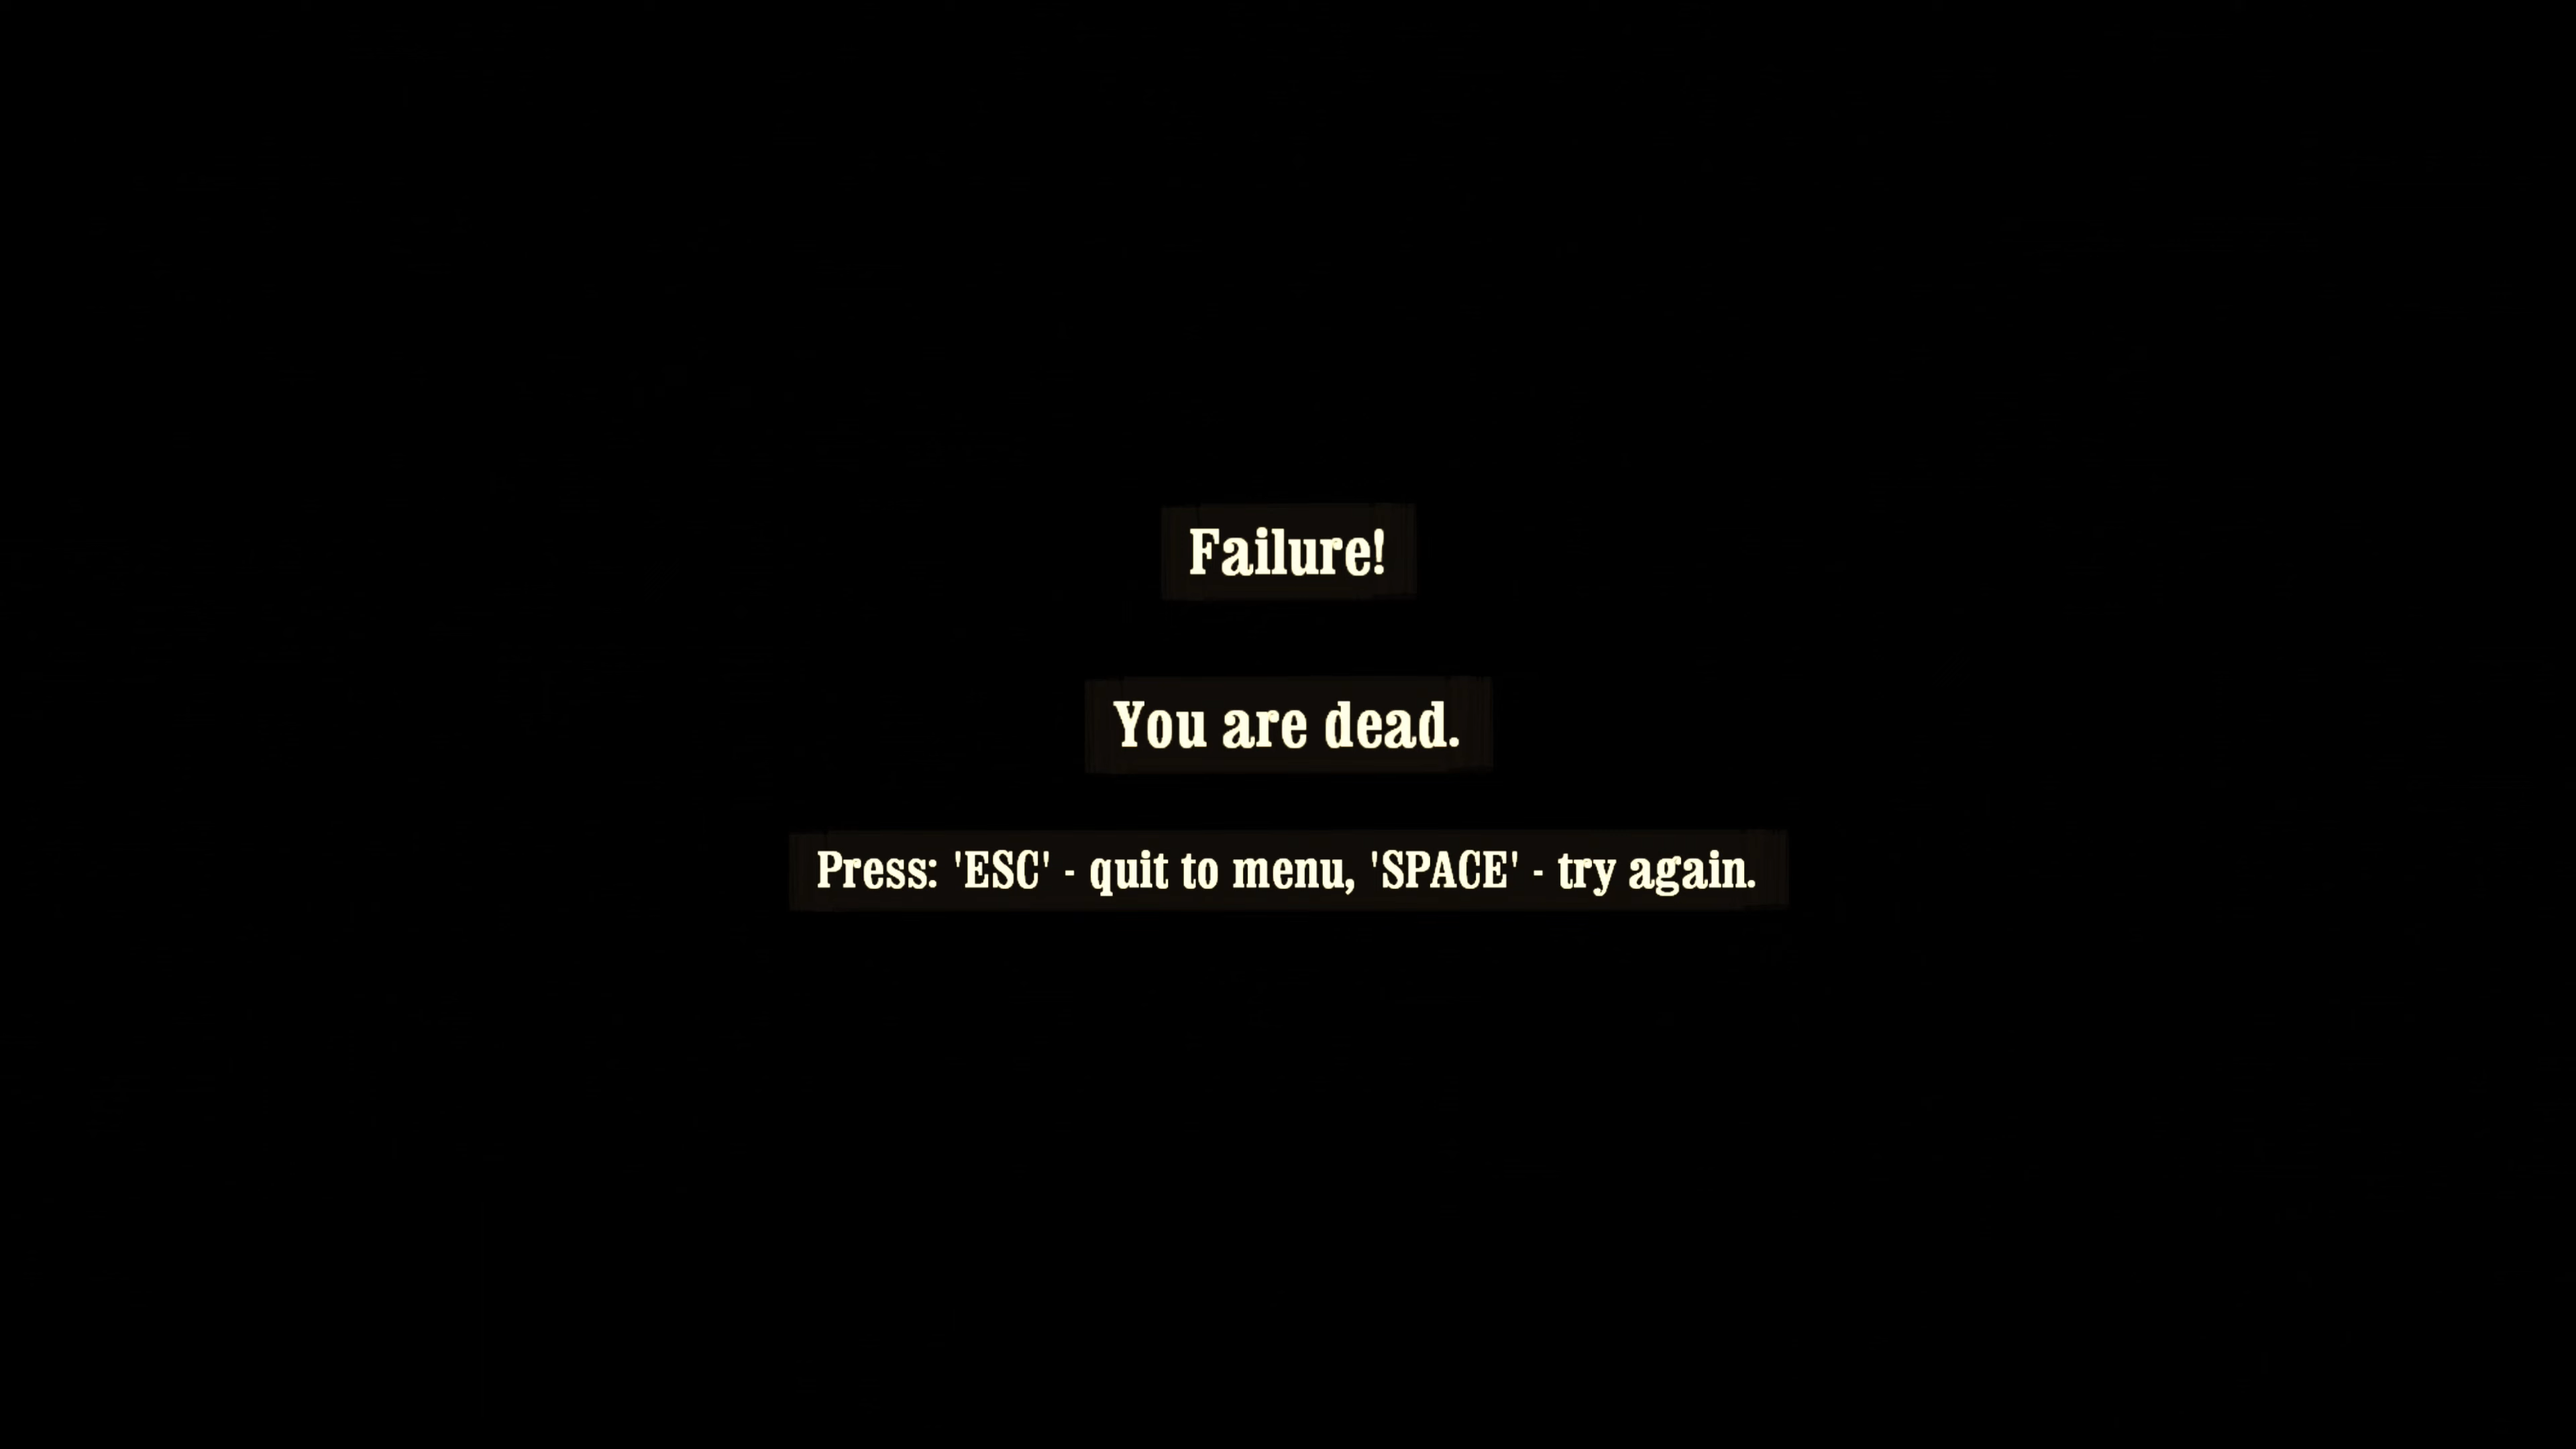 Failure!
You are dead.
Press: 'ESC' - quit to menu, 'SPACE' - try again.